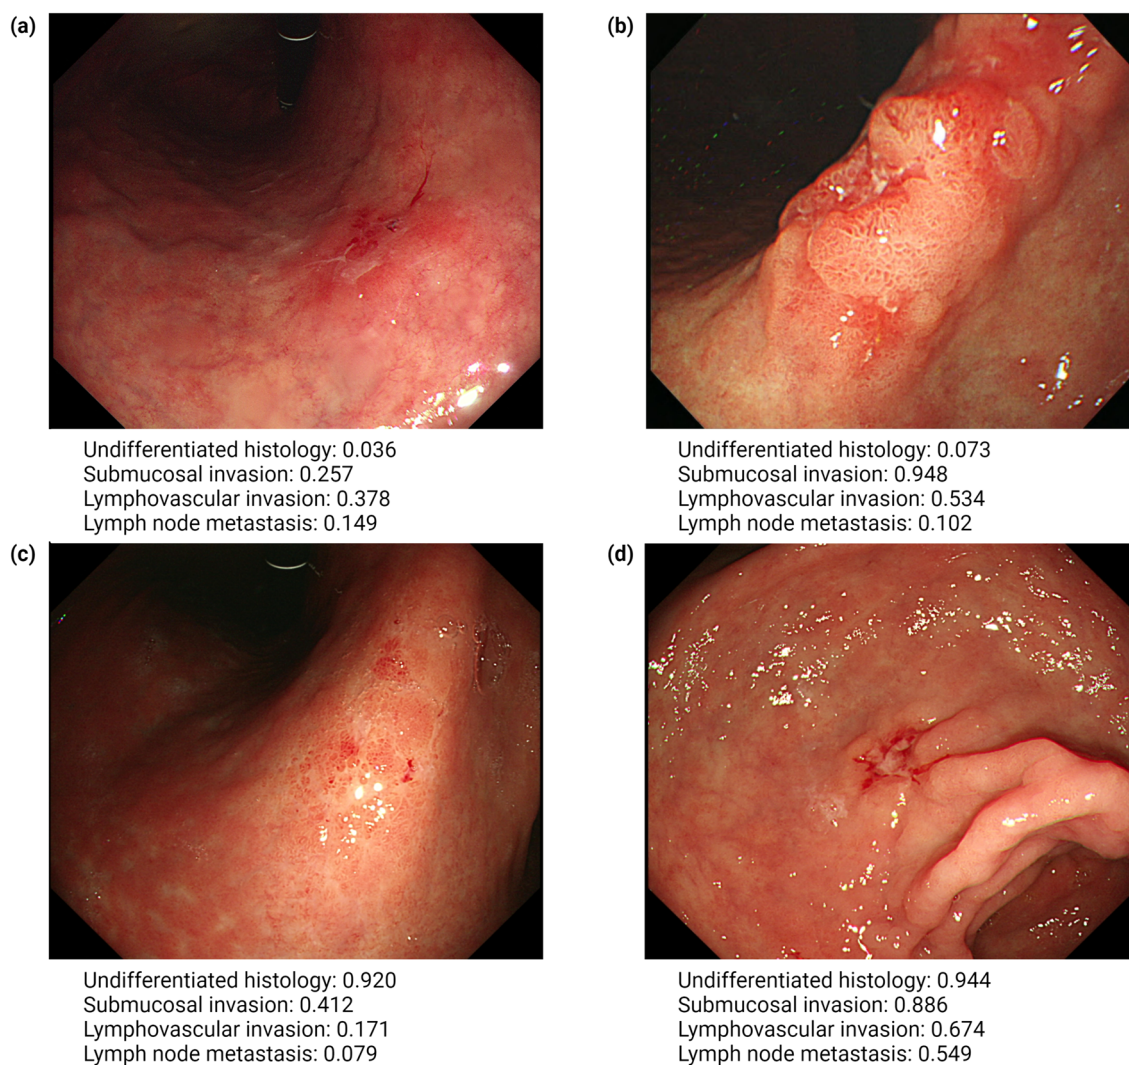 (a)
(b)
Undifferentiated histology: 0.036
Submucosal invasion: 0.257
Lymphovascular invasion: 0.378
Lymph node metastasis: 0.149
Undifferentiated histology: 0.073
Submucosal invasion: 0.948
Lymphovascular invasion: 0.534
Lymph node metastasis: 0.102
(c)
(d)
Undifferentiated histology: 0.920
Submucosal invasion: 0.412
Lymphovascular invasion: 0.171
Lymph node metastasis: 0.079
Undifferentiated histology: 0.944
Submucosal invasion: 0.886
Lymphovascular invasion: 0.674
Lymph node metastasis: 0.549